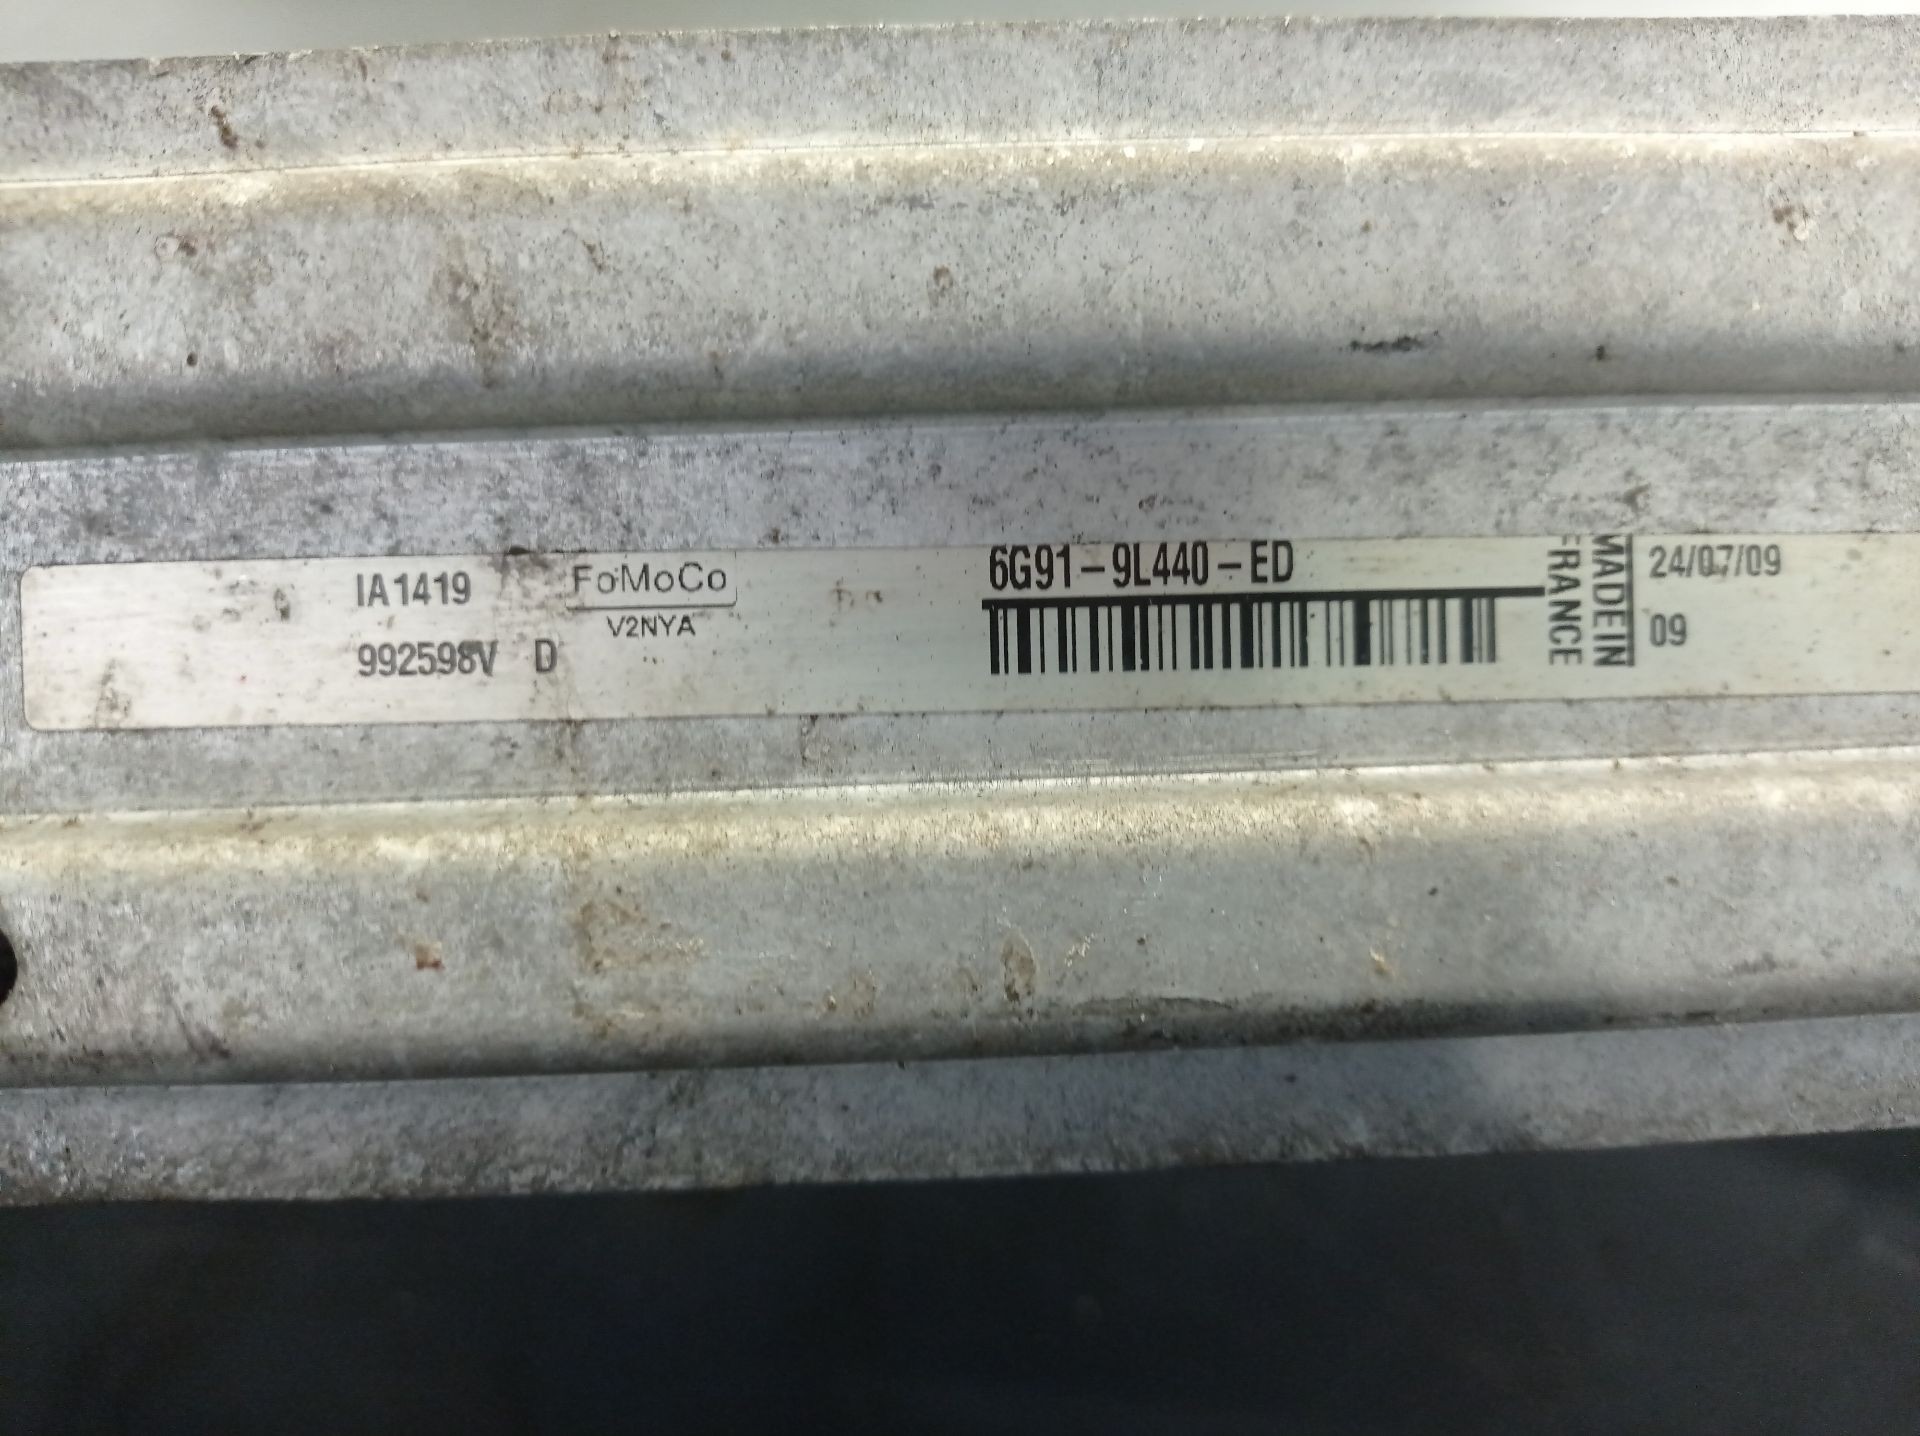 IA1419
992598V D
FoMoCo
V2NYA
6G91-9L440-ED
MADE IN
FRANCE
24/07/09
09